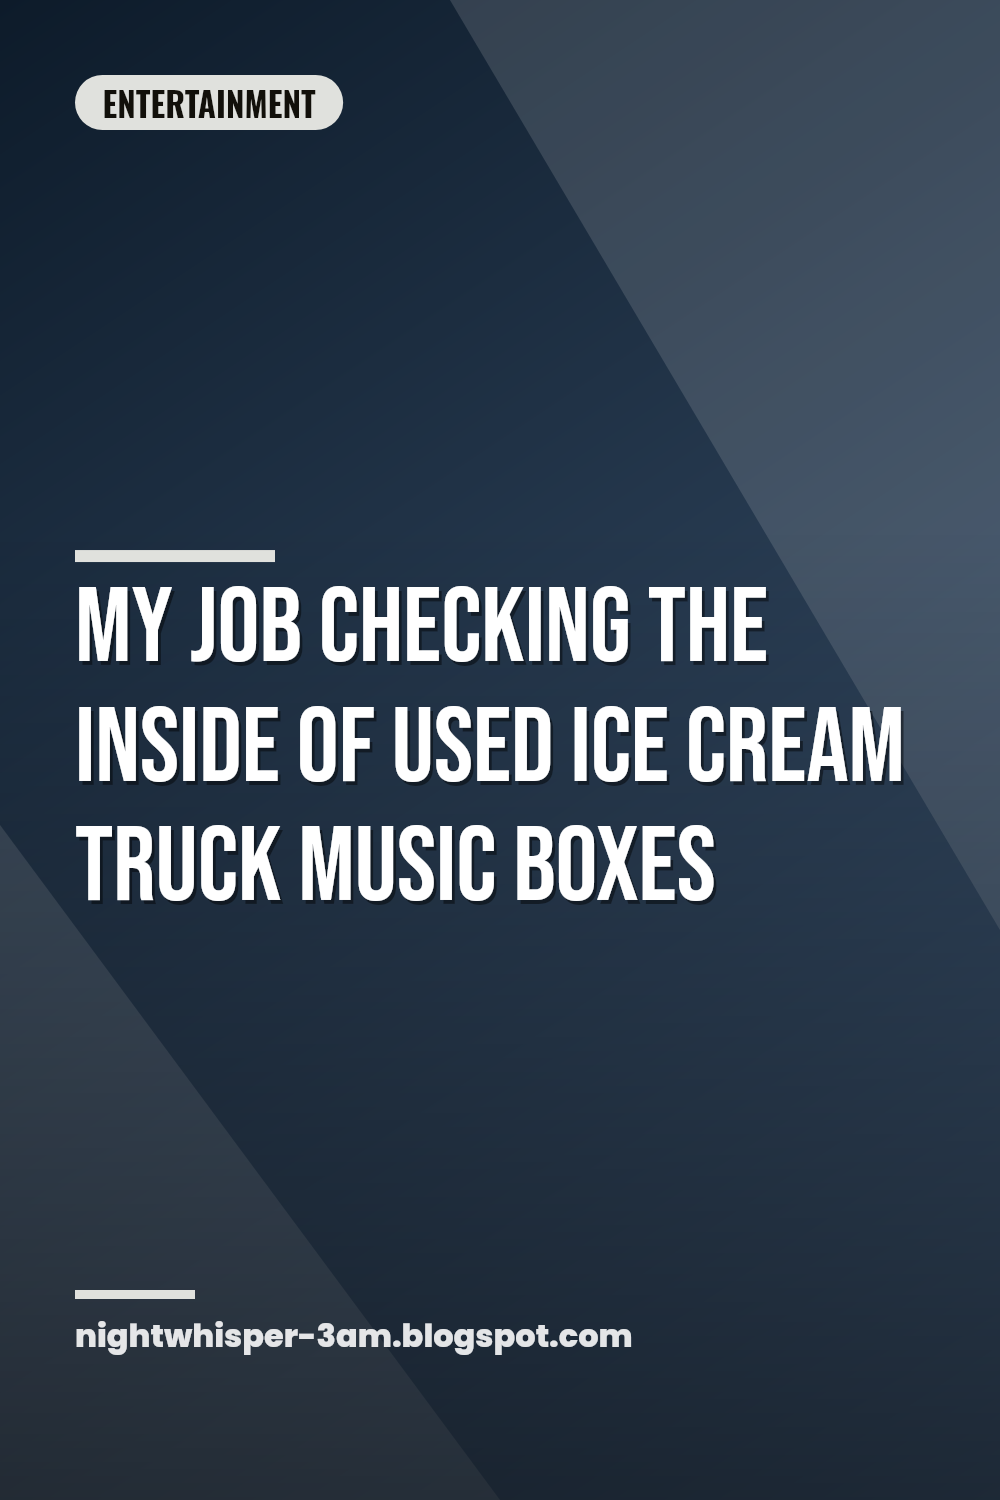 ENTERTAINMENT
MY JOB CHECKING THE
INSIDE OF USED ICE CREAM
TRUCK MUSIC BOXES
nightwhisper-3am.blogspot.com